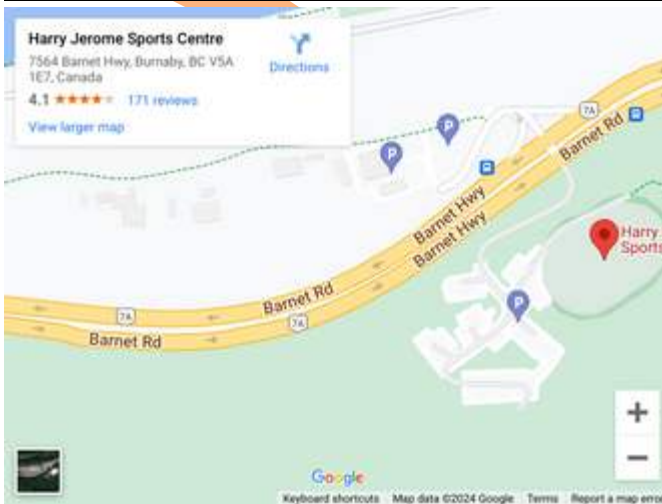 Harry Jerome Sports Centre
7564 Barnet Hwy, Burnaby, BC V5A
1E7, Canada
4.1 171 reviews
View larger map
Directions
7A
Barnet Rd
P
P
Barnet Hwy
Barnet Hwy
Harry
Sports
P
Barnet Rd
7A
7A
Barnet Rd
+
−
Google
Keyboard shortcuts Map data ©2024 Google Terms Report a map error